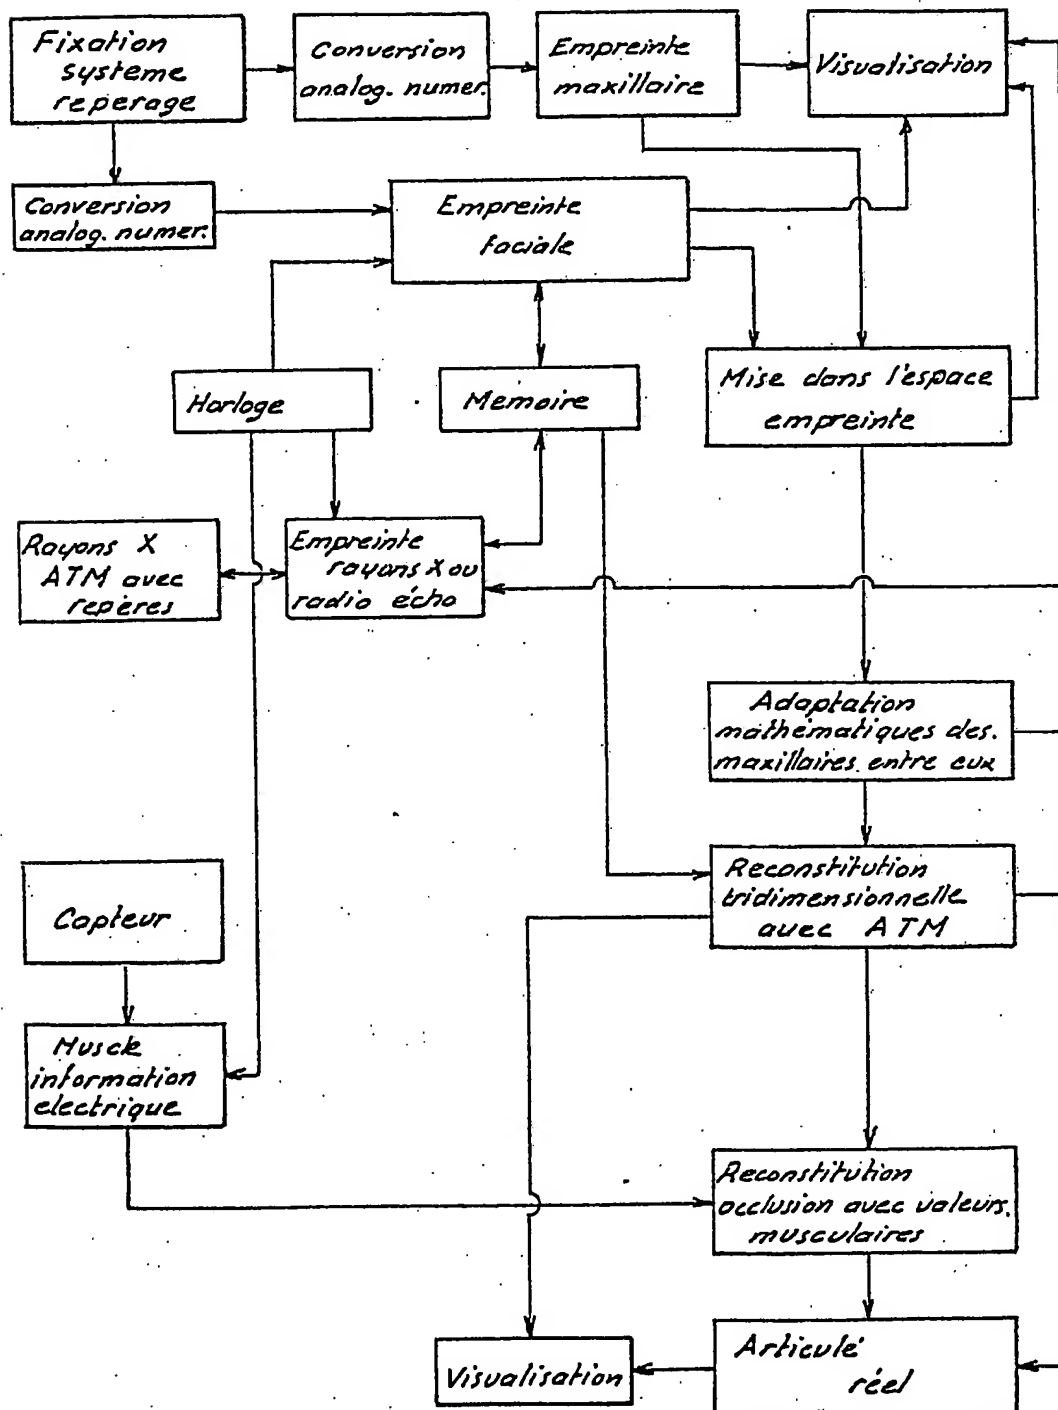 Fixation
systeme
reperage
Conversion
analog. numer.
Empreinte
maxillaire
Visualisation
Conversion
analog. numer.
Empreinte
faciale
Horloge
Memoire
Mise dans l'espace
empreinte
Rayons X
ATM avec
repères
Empreinte
rayons X ou
radio écho
Adaptation
mathématiques des.
maxillaires. entre eux
Reconstitution
tridimensionnelle
avec ATM
Capteur
Muscle
information
electrique
Reconstitution
occlusion avec valeurs.
musculaires
Visualisation
Articulé
réel